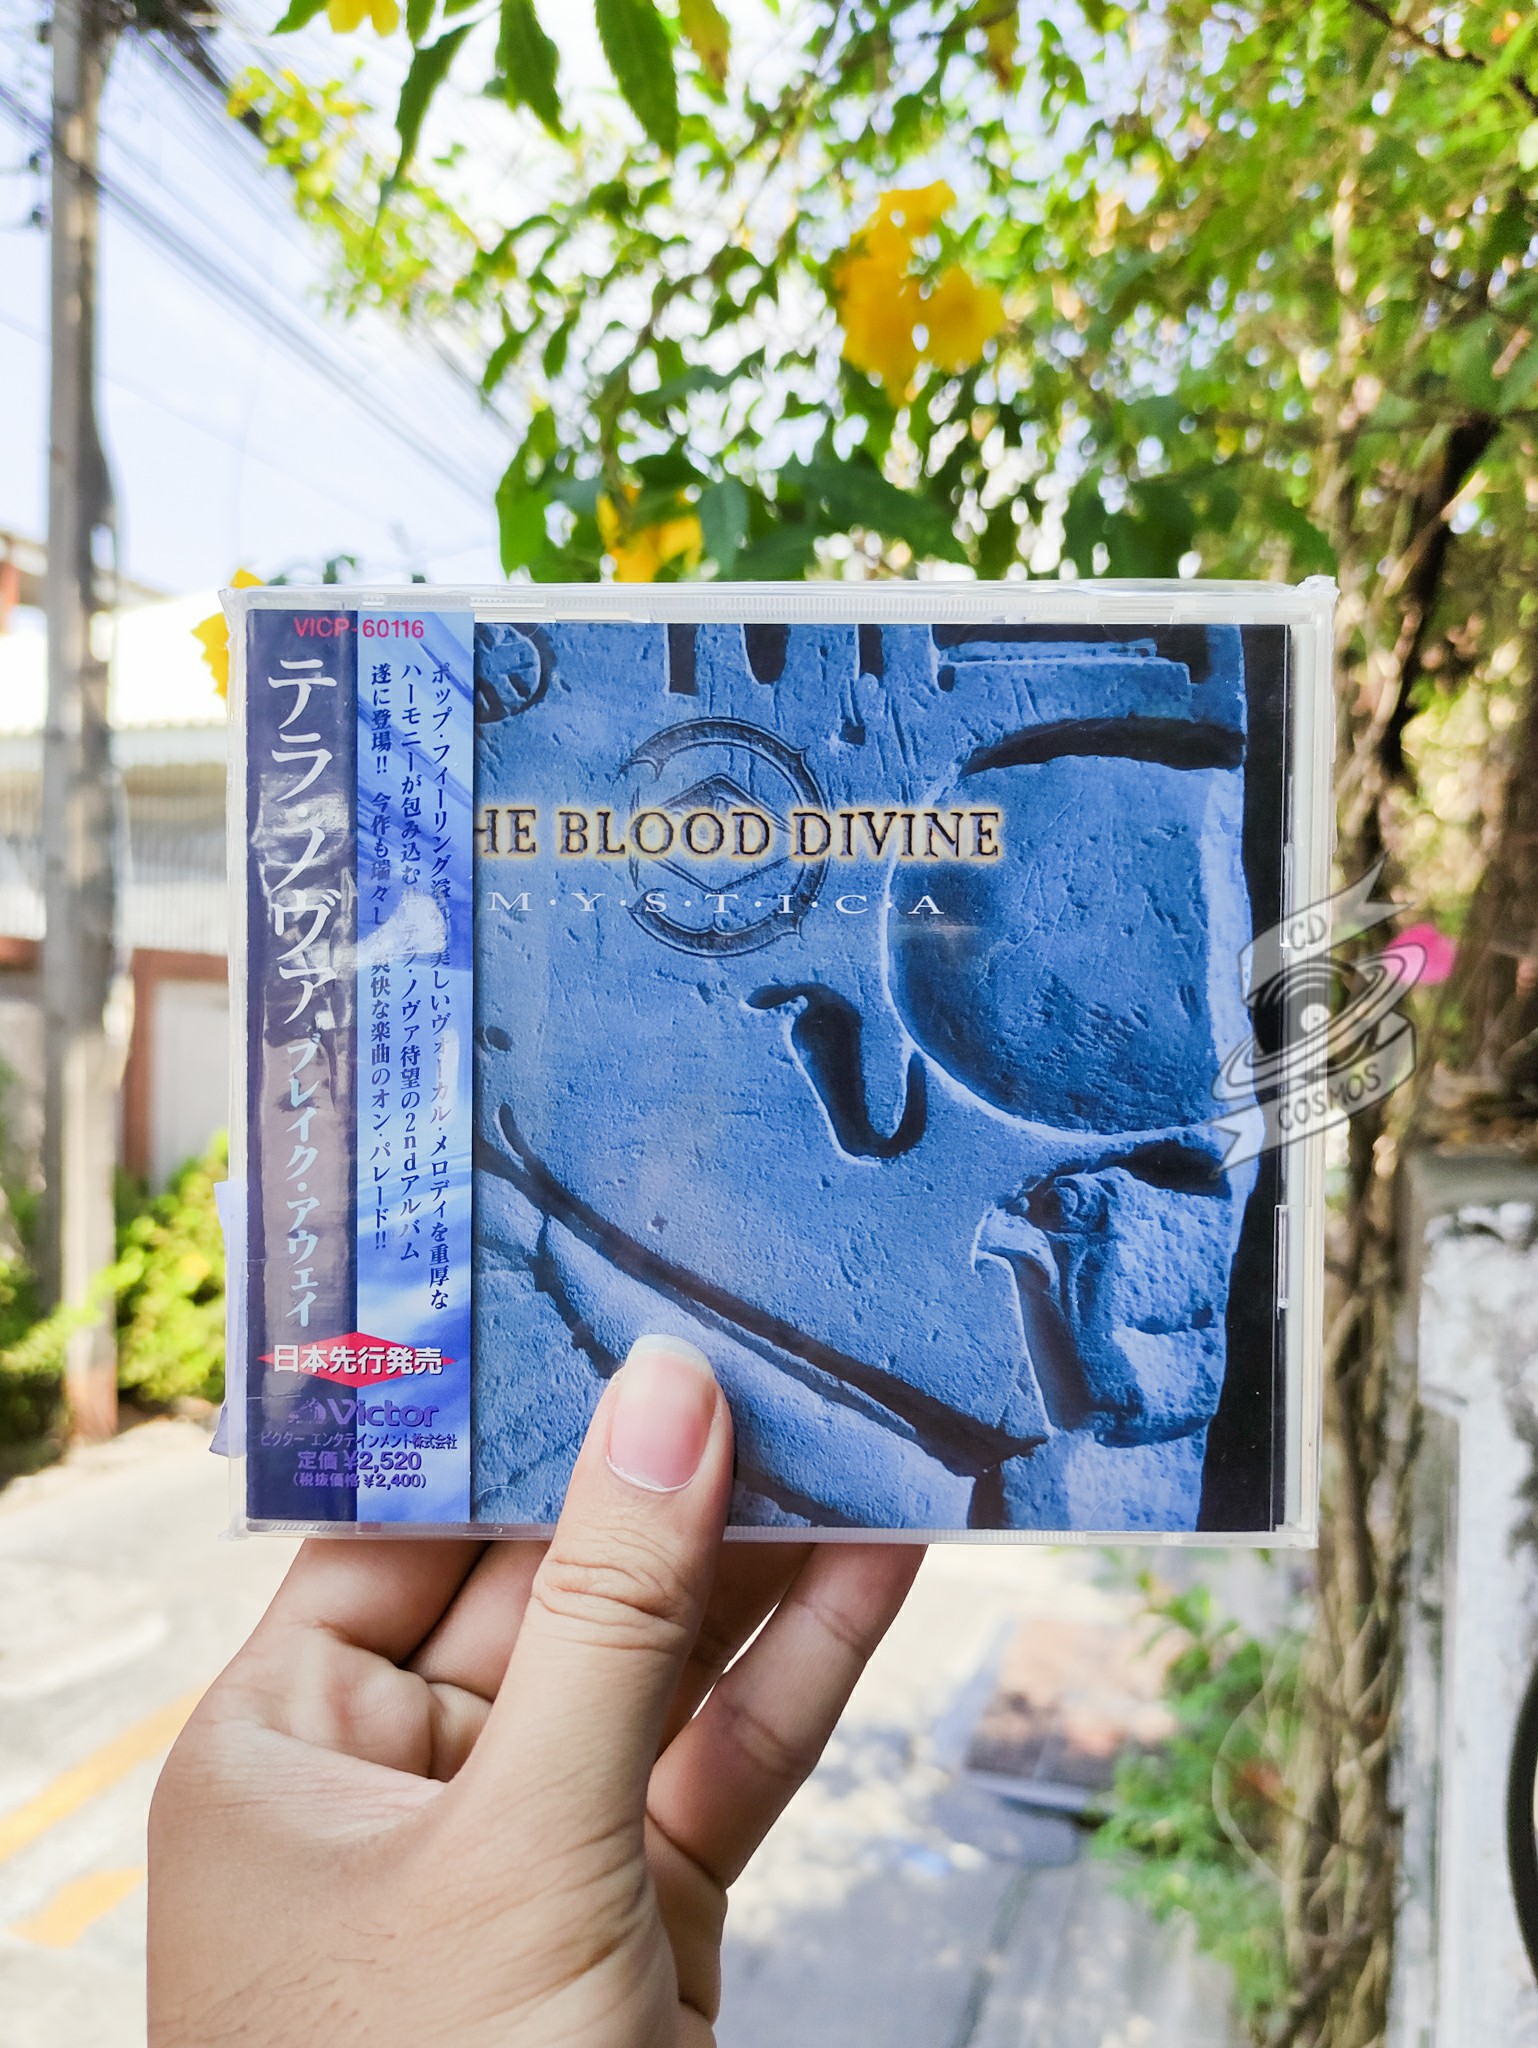 VICP-60116
テラ・ノヴァ
ブレイク・アウェイ
ポップ・フィーリング溢れる美しいヴォーカル・メロディを重厚な
ハーモニーが包み込む!! テラ・ノヴァ待望の2ndアルバム
遂に登場!! 今作も瑞々しく爽快な楽曲のオン・パレード!!
日本先行発売
Victor
ビクター エンタテインメント株式会社
定価 ¥2,520
(税抜価格 ¥2,400)
HE BLOOD DIVINE
M·Y·S·T·I·C·A
CD
COSMOS